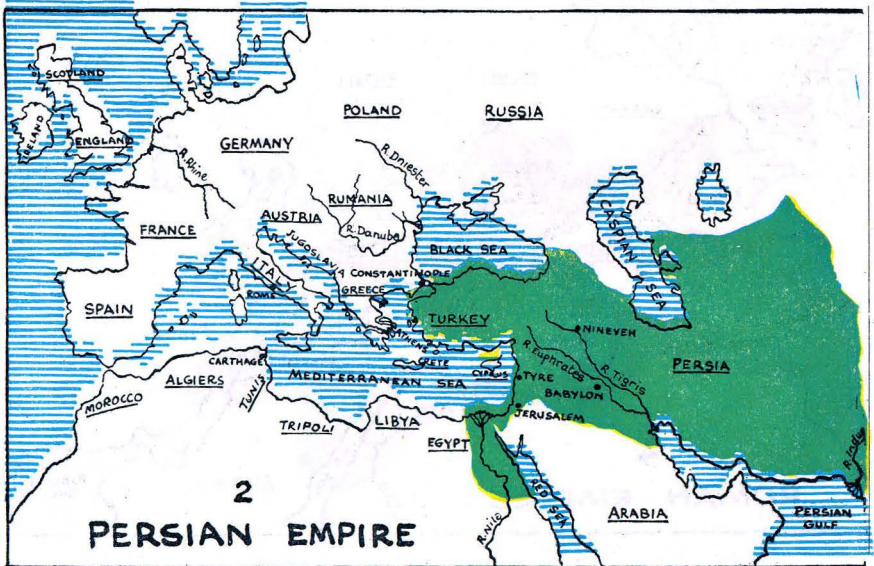 SCOTLAND
IRELAND
ENGLAND
POLAND
RUSSIA
GERMANY
R. Rhine
R. Dniester
RUMANIA
AUSTRIA
R. Danube
FRANCE
JUGOSLAVIA
BLACK SEA
CASPIAN
SEA
CONSTANTINOPLE
ITALY
GREECE
ROME
SPAIN
TURKEY
ATHENS
NINEVEH
R. Euphrates
R. Tigris
PERSIA
CARTHAGE
CRETE
CYPRUS
TYRE
BABYLON
ALGIERS
TUNIS
MEDITERRANEAN SEA
MOROCCO
JERUSALEM
TRIPOLI
LIBYA
EGYPT
R. Indus
RED SEA
ARABIA
PERSIAN
GULF
R. Nile
2
PERSIAN EMPIRE